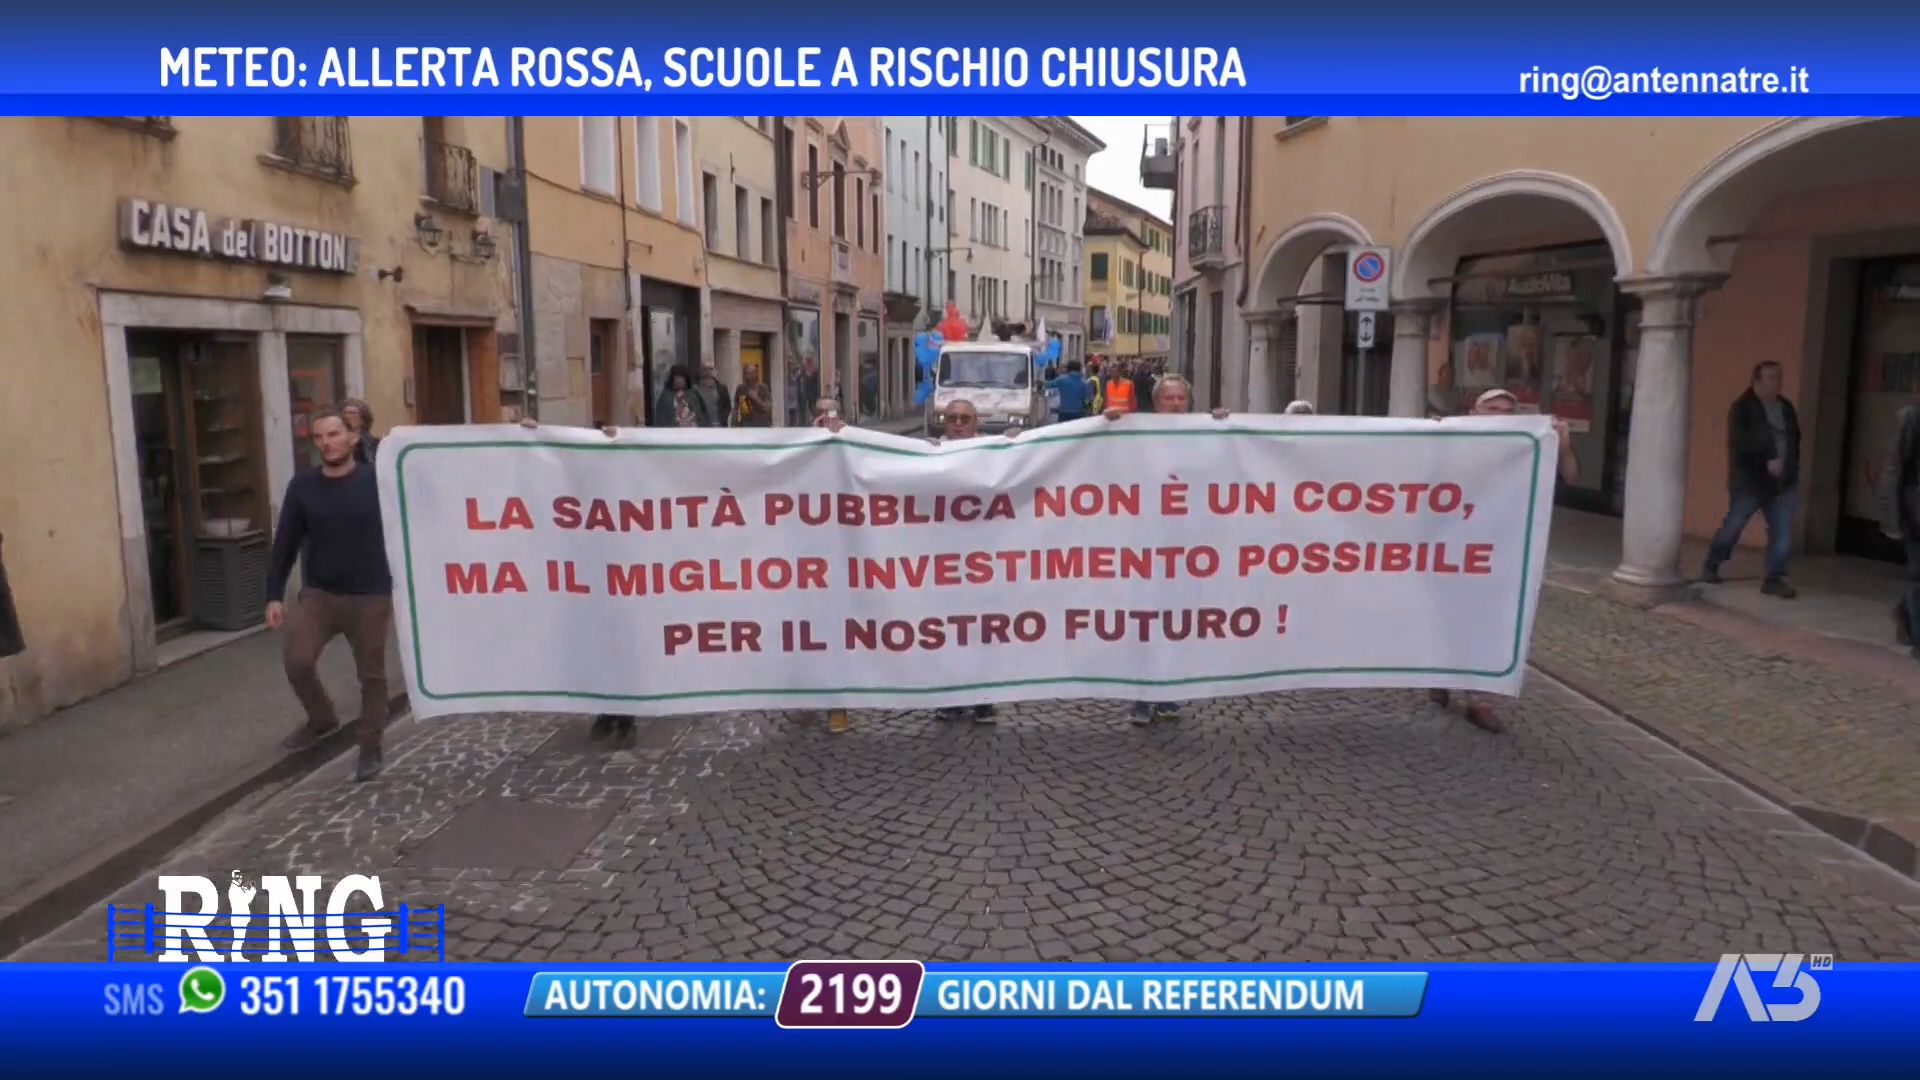 METEO: ALLERTA ROSSA, SCUOLE A RISCHIO CHIUSURA
ring@antennatre.it
CASA del BOTTON
AudioVita
LA SANITÀ PUBBLICA NON È UN COSTO,
MA IL MIGLIOR INVESTIMENTO POSSIBILE
PER IL NOSTRO FUTURO !
RING
SMS 351 1755340
AUTONOMIA: 2199 GIORNI DAL REFERENDUM
A3 HD